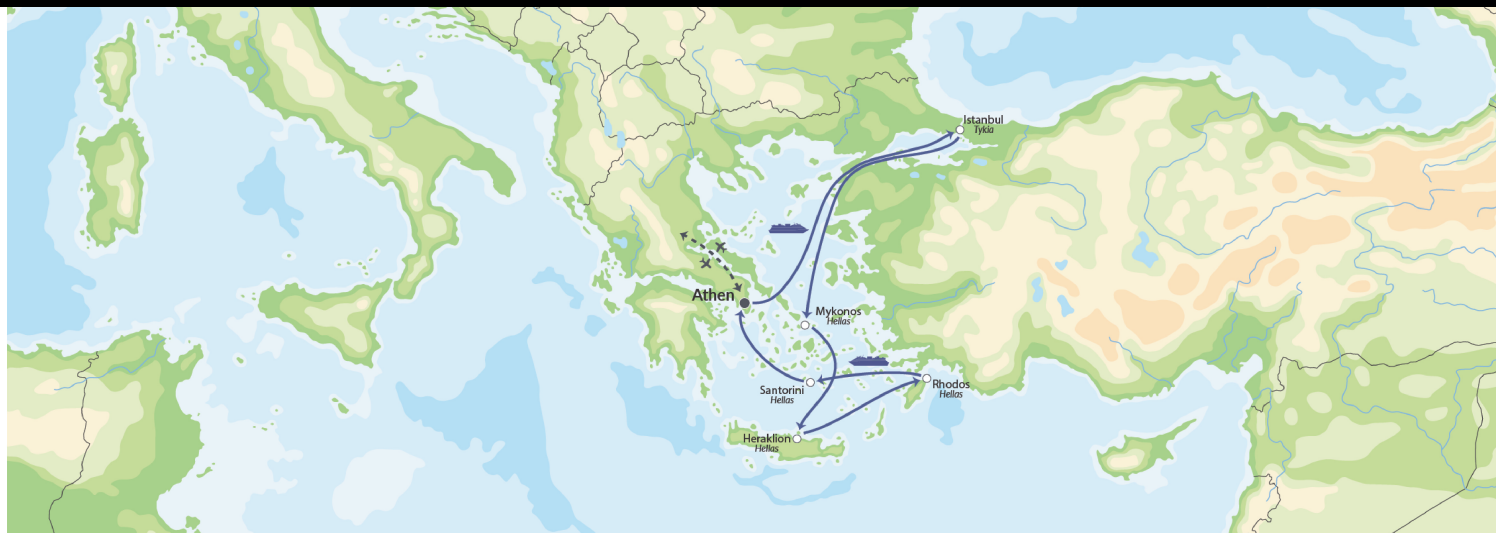 Istanbul
Tykia
Athen
Mykonos
Hellas
Santorini
Hellas
Rhodos
Hellas
Heraklion
Hellas